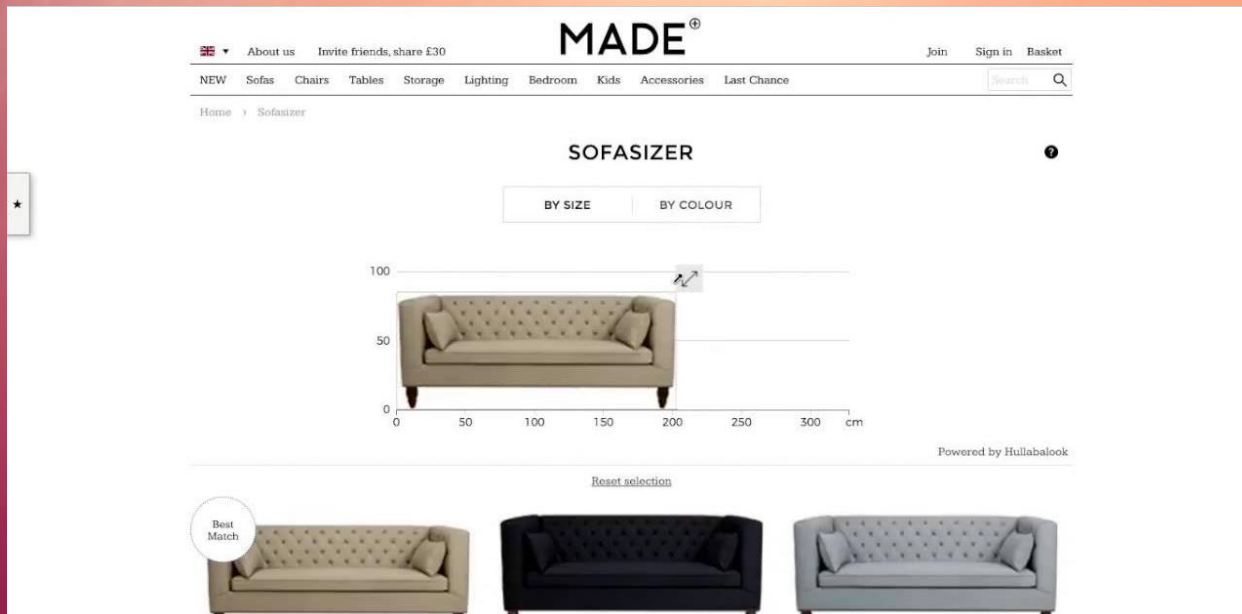 MADE
About us Invite friends, share £30
Join Sign in Basket
NEW Sofas Chairs Tables Storage Lighting Bedroom Kids Accessories Last Chance
Search
Home › Sofasizer
SOFASIZER
?
BY SIZE BY COLOUR
100
50
0
0 50 100 150 200 250 300 cm
Powered by Hullabalook
Reset selection
Best
Match